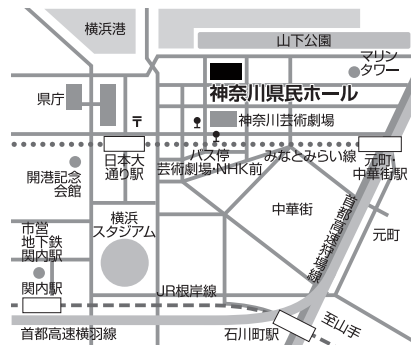 横浜港
山下公園
マリン
タワー
県庁
神奈川県民ホール
〒
神奈川芸術劇場
日本大
通り駅
バス停
芸術劇場・NHK前
みなとみらい線
元町・
中華街駅
開港記念
会館
横浜
スタジアム
中華街
首都高速狩場線
元町
市営
地下鉄
関内駅
関内駅
JR根岸線
首都高速横羽線
石川町駅
至山手